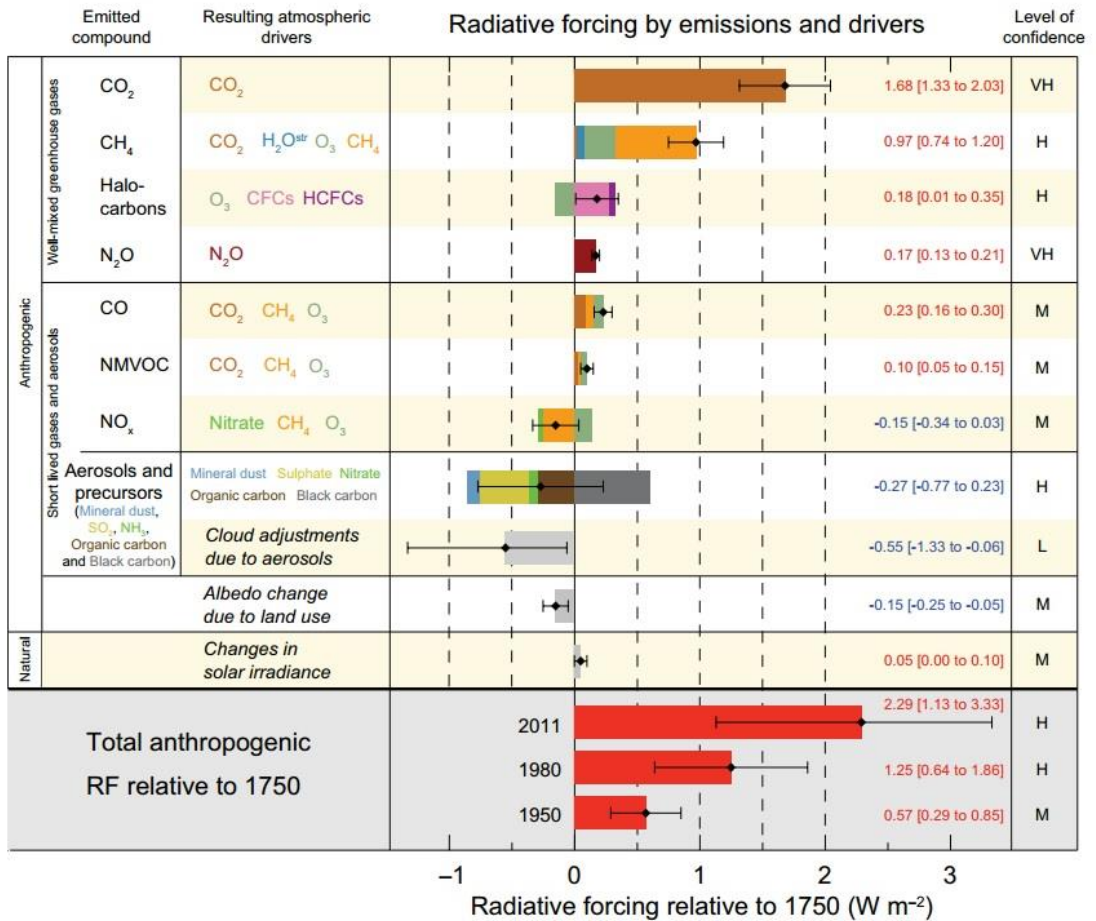 Emitted compound
Resulting atmospheric drivers
Radiative forcing by emissions and drivers
Level of confidence
Anthropogenic
Well-mixed greenhouse gases
CO₂
CO₂
1.68 [1.33 to 2.03]
VH
CH₄
CO₂ H₂Oˢᵗʳ O₃ CH₄
0.97 [0.74 to 1.20]
H
Halo-
carbons
O₃ CFCs HCFCs
0.18 [0.01 to 0.35]
H
N₂O
N₂O
0.17 [0.13 to 0.21]
VH
Short lived gases and aerosols
CO
CO₂ CH₄ O₃
0.23 [0.16 to 0.30]
M
NMVOC
CO₂ CH₄ O₃
0.10 [0.05 to 0.15]
M
NOₓ
Nitrate CH₄ O₃
-0.15 [-0.34 to 0.03]
M
Aerosols and
precursors
(Mineral dust,
SO₂, NH₃,
Organic carbon
and Black carbon)
Mineral dust Sulphate Nitrate
Organic carbon Black carbon
-0.27 [-0.77 to 0.23]
H
Cloud adjustments
due to aerosols
-0.55 [-1.33 to -0.06]
L
Albedo change
due to land use
-0.15 [-0.25 to -0.05]
M
Natural
Changes in
solar irradiance
0.05 [0.00 to 0.10]
M
Total anthropogenic
RF relative to 1750
2011
2.29 [1.13 to 3.33]
H
1980
1.25 [0.64 to 1.86]
H
1950
0.57 [0.29 to 0.85]
M
–1 0 1 2 3
Radiative forcing relative to 1750 (W m⁻²)